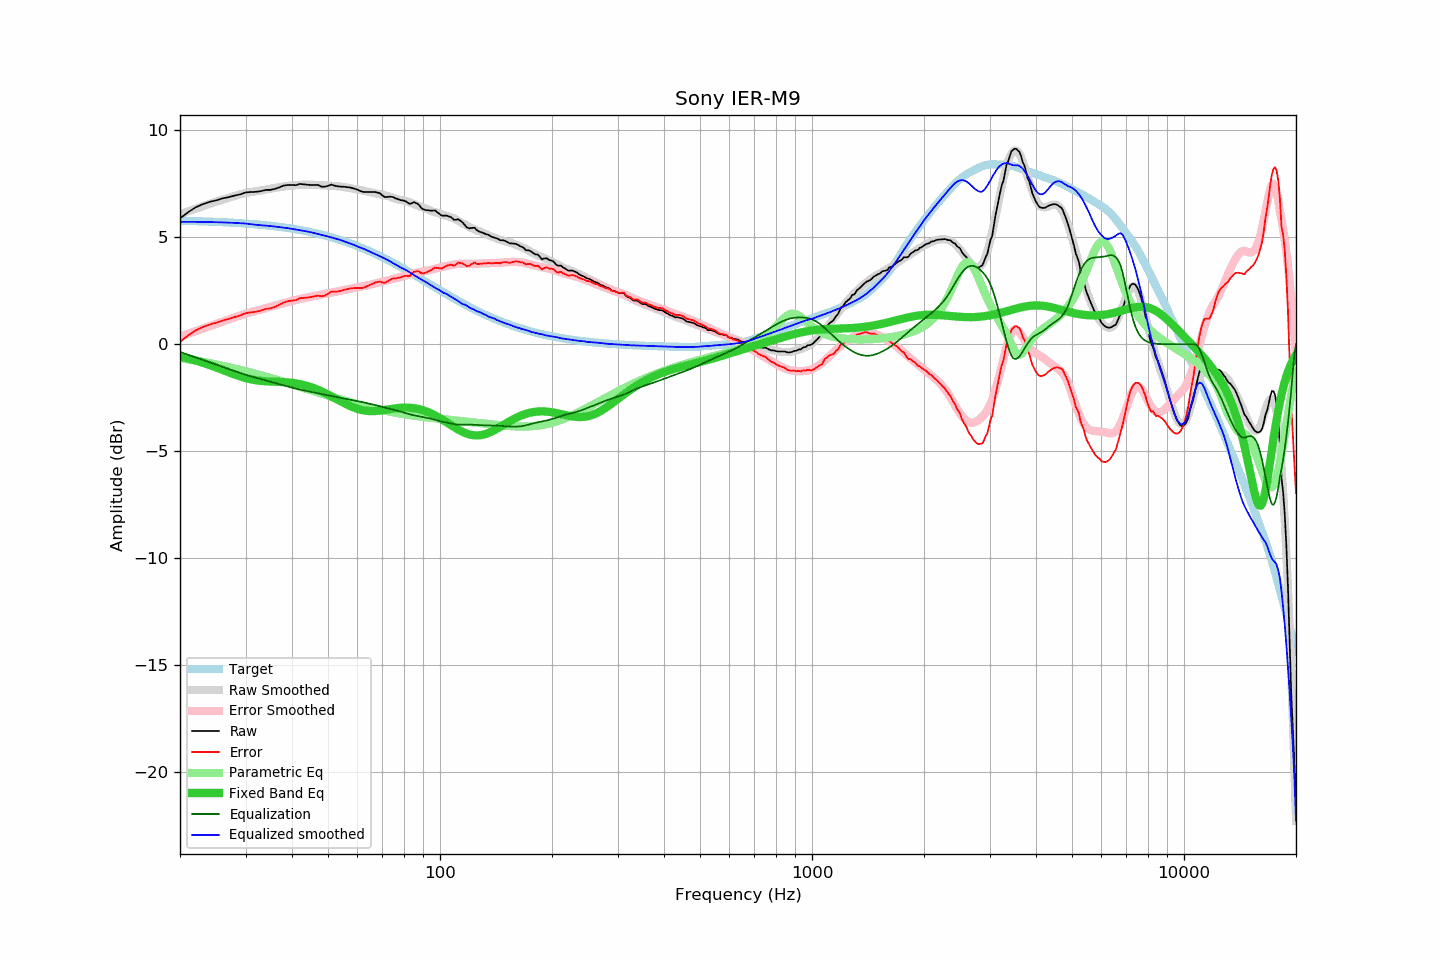 Sony IER-M9
10
5
0
−5
−10
−15
−20
Amplitude (dBr)
Target
Raw Smoothed
Error Smoothed
Raw
Error
Parametric Eq
Fixed Band Eq
Equalization
Equalized smoothed
100
1000
10000
Frequency (Hz)